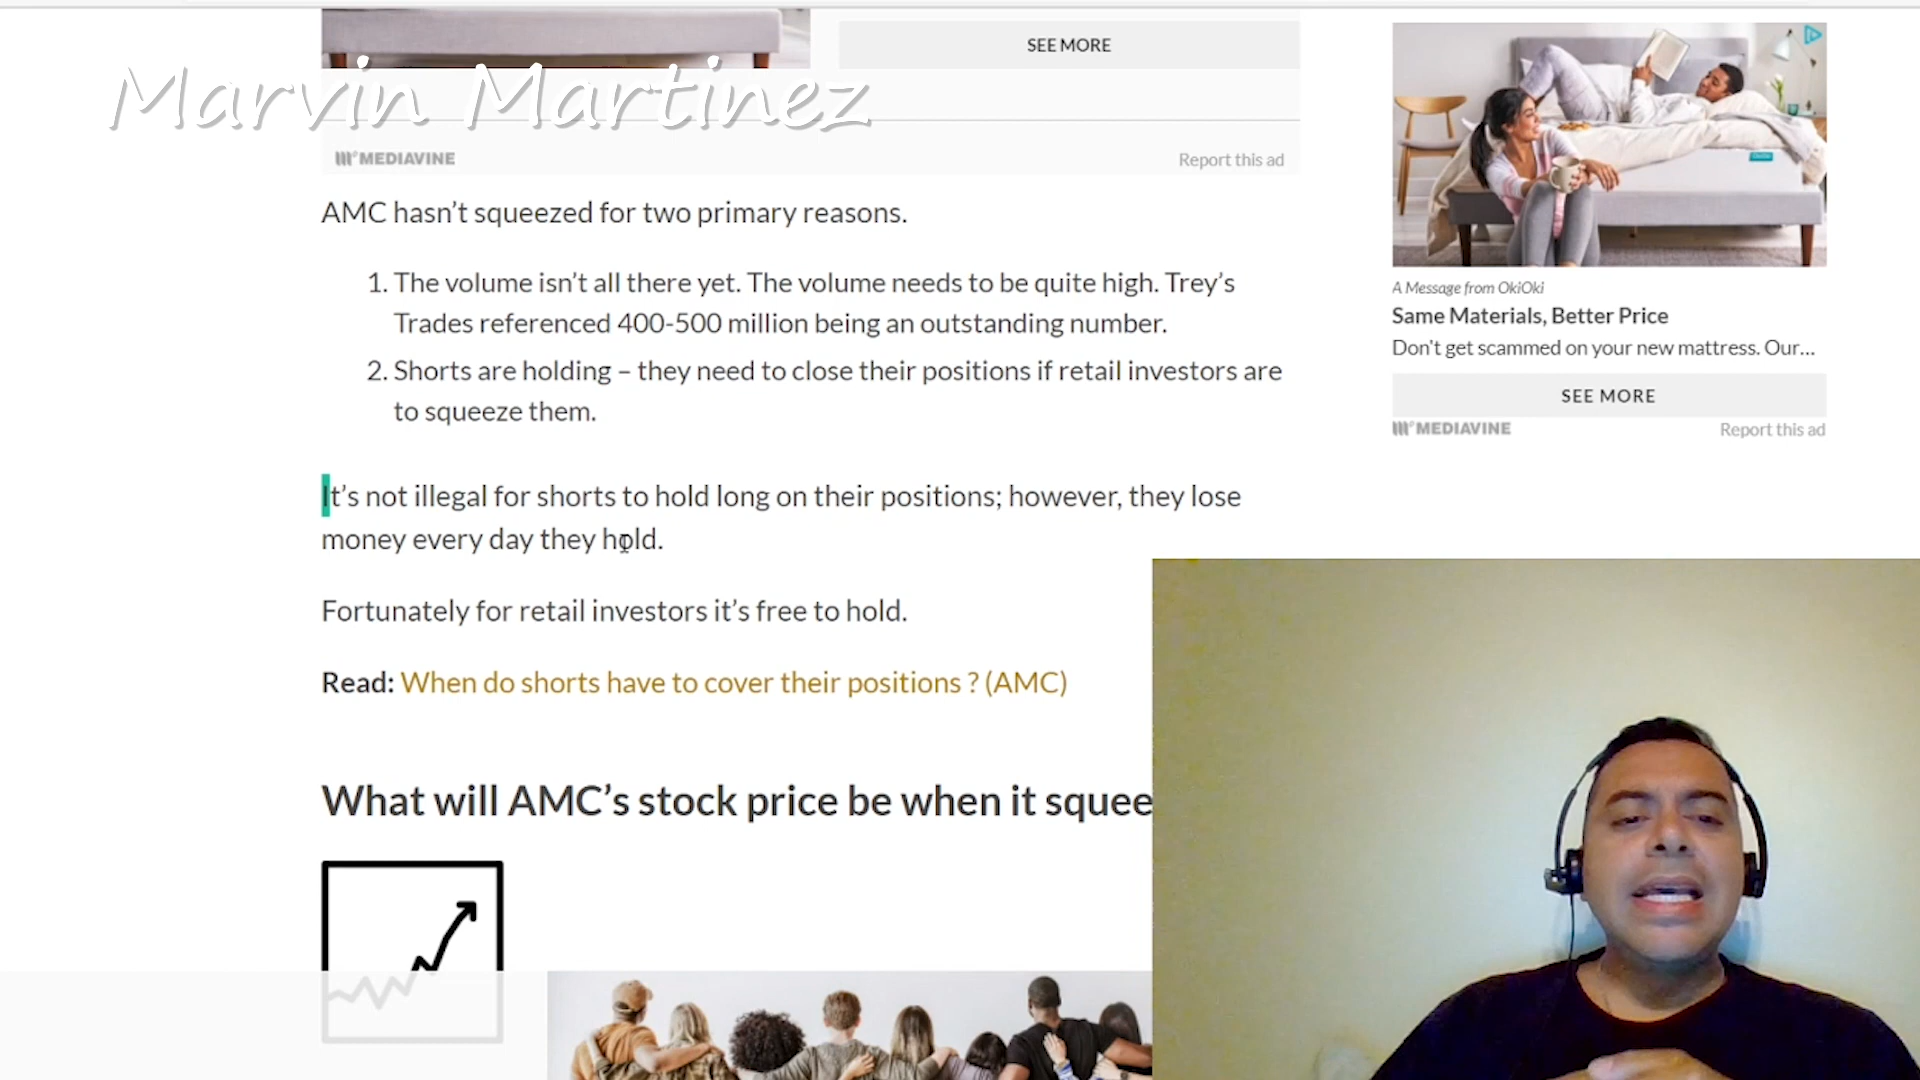 SEE MORE
Marvin Martinez
MEDIAVINE
Report this ad
AMC hasn't squeezed for two primary reasons.
1. The volume isn't all there yet. The volume needs to be quite high. Trey's
Trades referenced 400-500 million being an outstanding number.
2. Shorts are holding – they need to close their positions if retail investors are
to squeeze them.
It's not illegal for shorts to hold long on their positions; however, they lose
money every day they hold.
Fortunately for retail investors it's free to hold.
Read: When do shorts have to cover their positions ? (AMC)
What will AMC's stock price be when it squee
A Message from OkiOki
Same Materials, Better Price
Don't get scammed on your new mattress. Our...
SEE MORE
MEDIAVINE
Report this ad